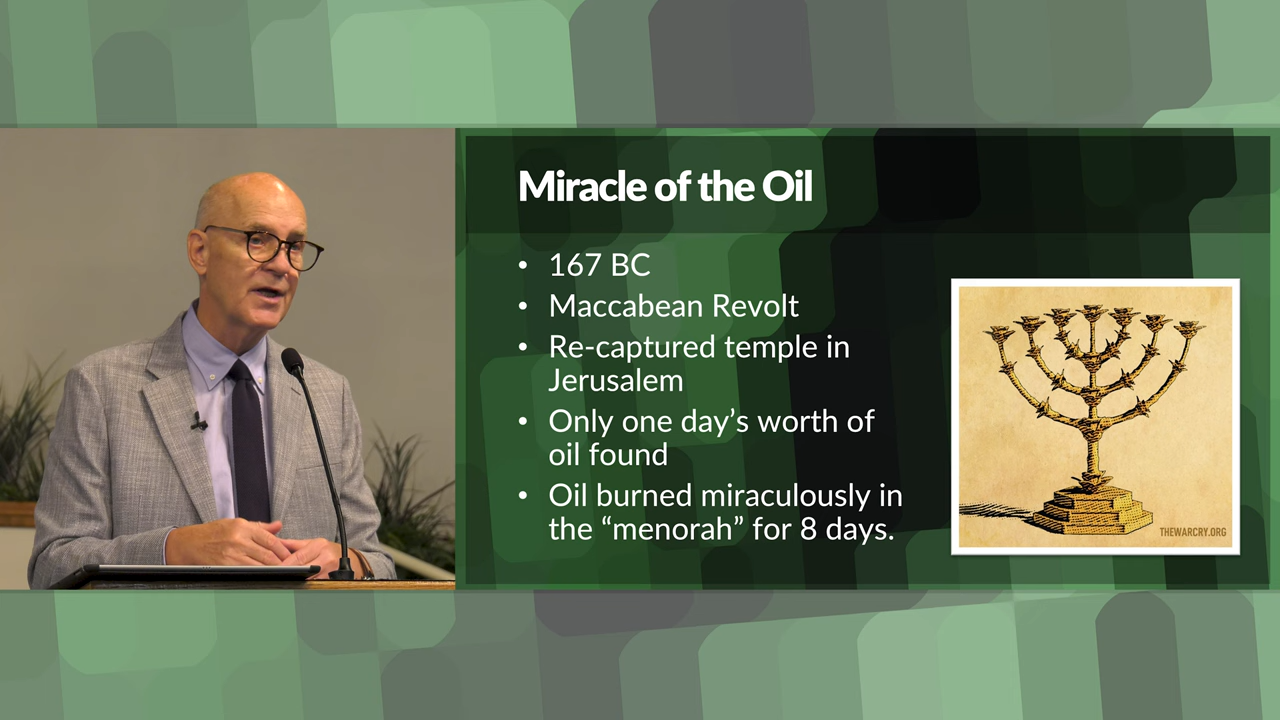 Miracle of the Oil
• 167 BC
• Maccabean Revolt
• Re-captured temple in
Jerusalem
• Only one day’s worth of
oil found
• Oil burned miraculously in
the “menorah” for 8 days.
THEWARCRY.ORG